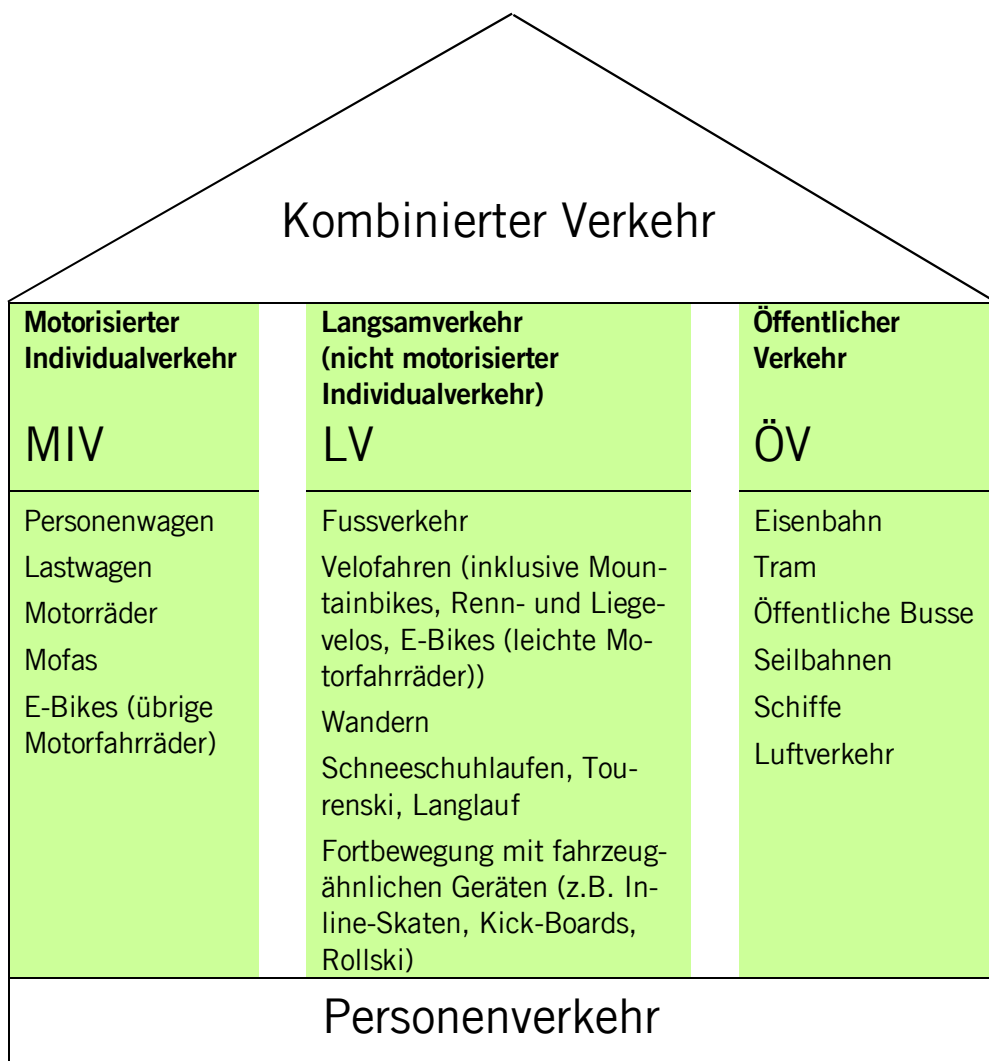 Kombinierter Verkehr
Motorisierter
Individualverkehr
MIV
Personenwagen
Lastwagen
Motorräder
Mofas
E-Bikes (übrige
Motorfahrräder)
Langsamverkehr
(nicht motorisierter
Individualverkehr)
LV
Fussverkehr
Velofahren (inklusive Moun-
tainbikes, Renn- und Liege-
velos, E-Bikes (leichte Mo-
torfahrräder))
Wandern
Schneeschuhlaufen, Tou-
renski, Langlauf
Fortbewegung mit fahrzeug-
ähnlichen Geräten (z.B. In-
line-Skaten, Kick-Boards,
Rollski)
Öffentlicher
Verkehr
ÖV
Eisenbahn
Tram
Öffentliche Busse
Seilbahnen
Schiffe
Luftverkehr
Personenverkehr